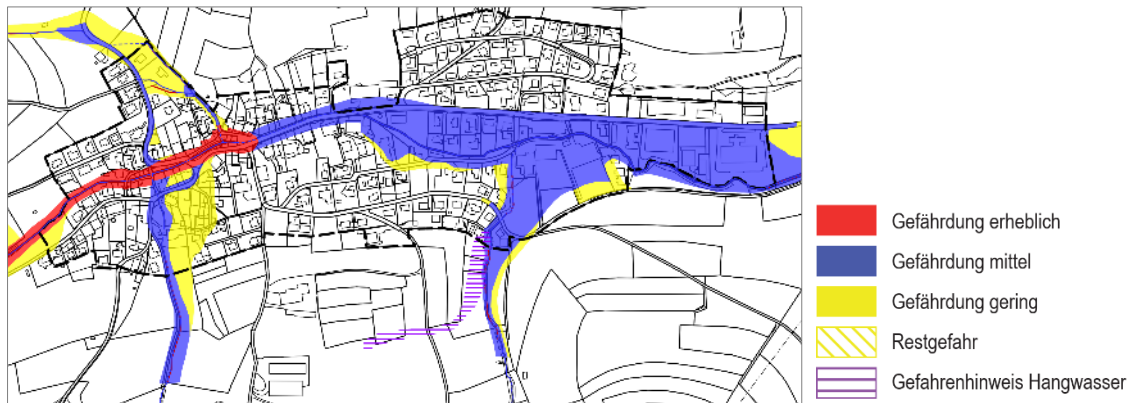 Gefährdung erheblich
Gefährdung mittel
Gefährdung gering
Restgefahr
Gefahrenhinweis Hangwasser